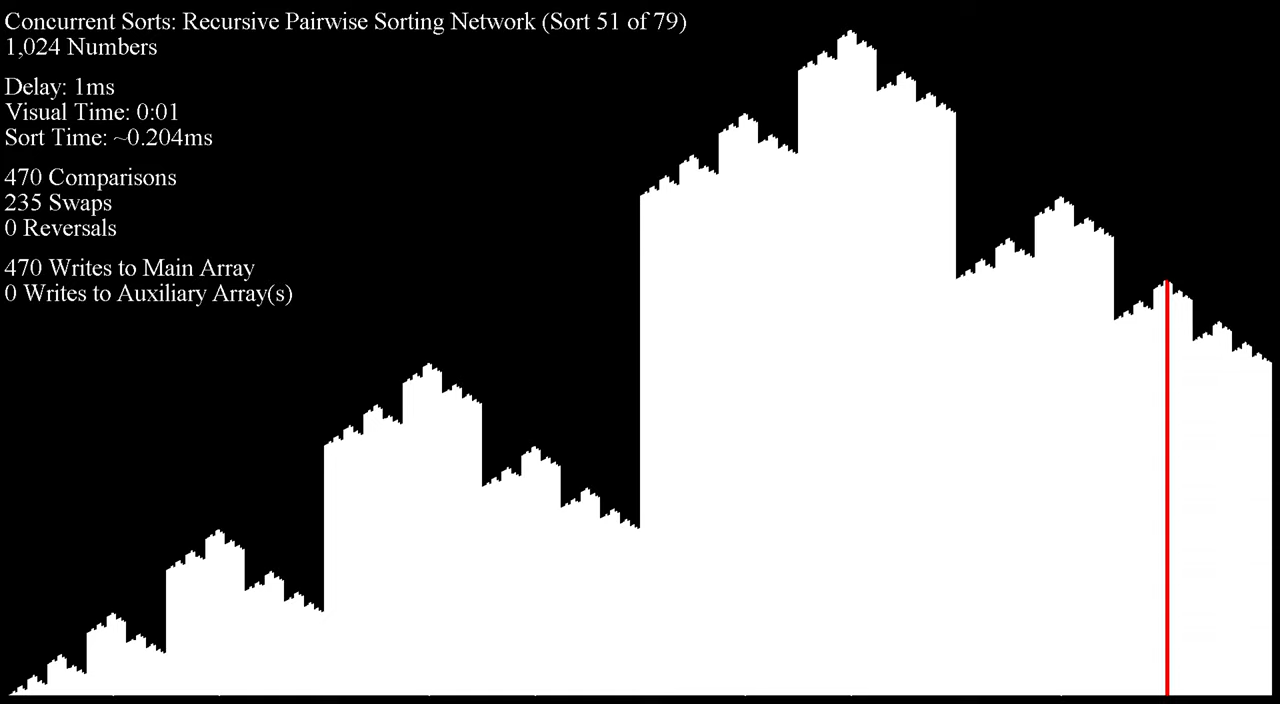 Concurrent Sorts: Recursive Pairwise Sorting Network (Sort 51 of 79)
1,024 Numbers
Delay: 1ms
Visual Time: 0:01
Sort Time: ~0.204ms
470 Comparisons
235 Swaps
0 Reversals
470 Writes to Main Array
0 Writes to Auxiliary Array(s)